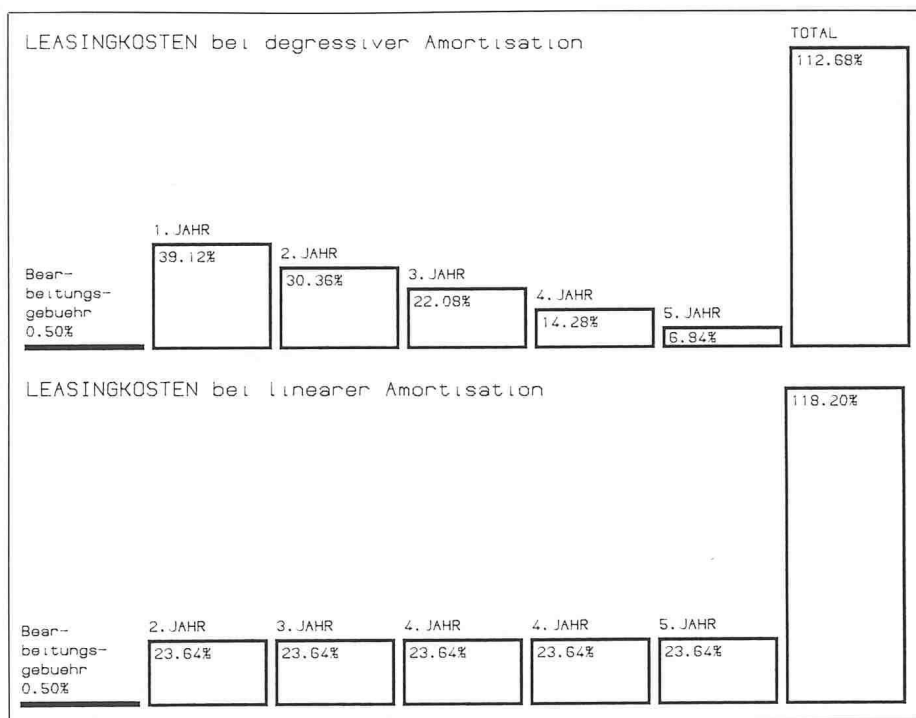 LEASINGKOSTEN bei degressiver Amortisation
TOTAL
112.68%
1. JAHR
39.12%
2. JAHR
30.36%
3. JAHR
22.08%
4. JAHR
14.28%
5. JAHR
6.84%
Bear-
beitungs-
gebuehr
0.50%
LEASINGKOSTEN bei linearer Amortisation
118.20%
Bear-
beitungs-
gebuehr
0.50%
2. JAHR
23.64%
3. JAHR
23.64%
4. JAHR
23.64%
4. JAHR
23.64%
5. JAHR
23.64%